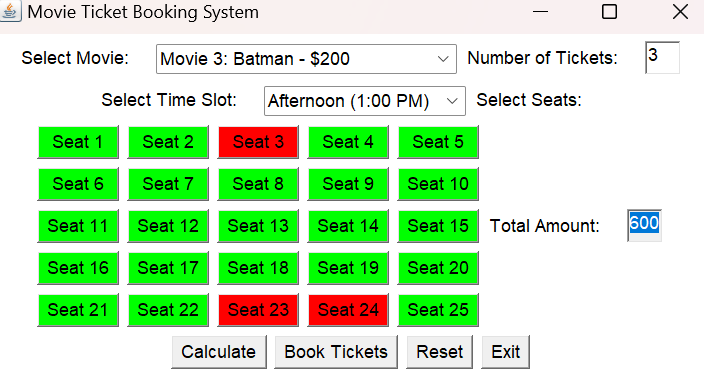 Movie Ticket Booking System
Select Movie: Movie 3: Batman - $200 Number of Tickets: 3
Select Time Slot: Afternoon (1:00 PM) Select Seats:
Seat 1 Seat 2 Seat 3 Seat 4 Seat 5
Seat 6 Seat 7 Seat 8 Seat 9 Seat 10
Seat 11 Seat 12 Seat 13 Seat 14 Seat 15 Total Amount: 600
Seat 16 Seat 17 Seat 18 Seat 19 Seat 20
Seat 21 Seat 22 Seat 23 Seat 24 Seat 25
Calculate Book Tickets Reset Exit